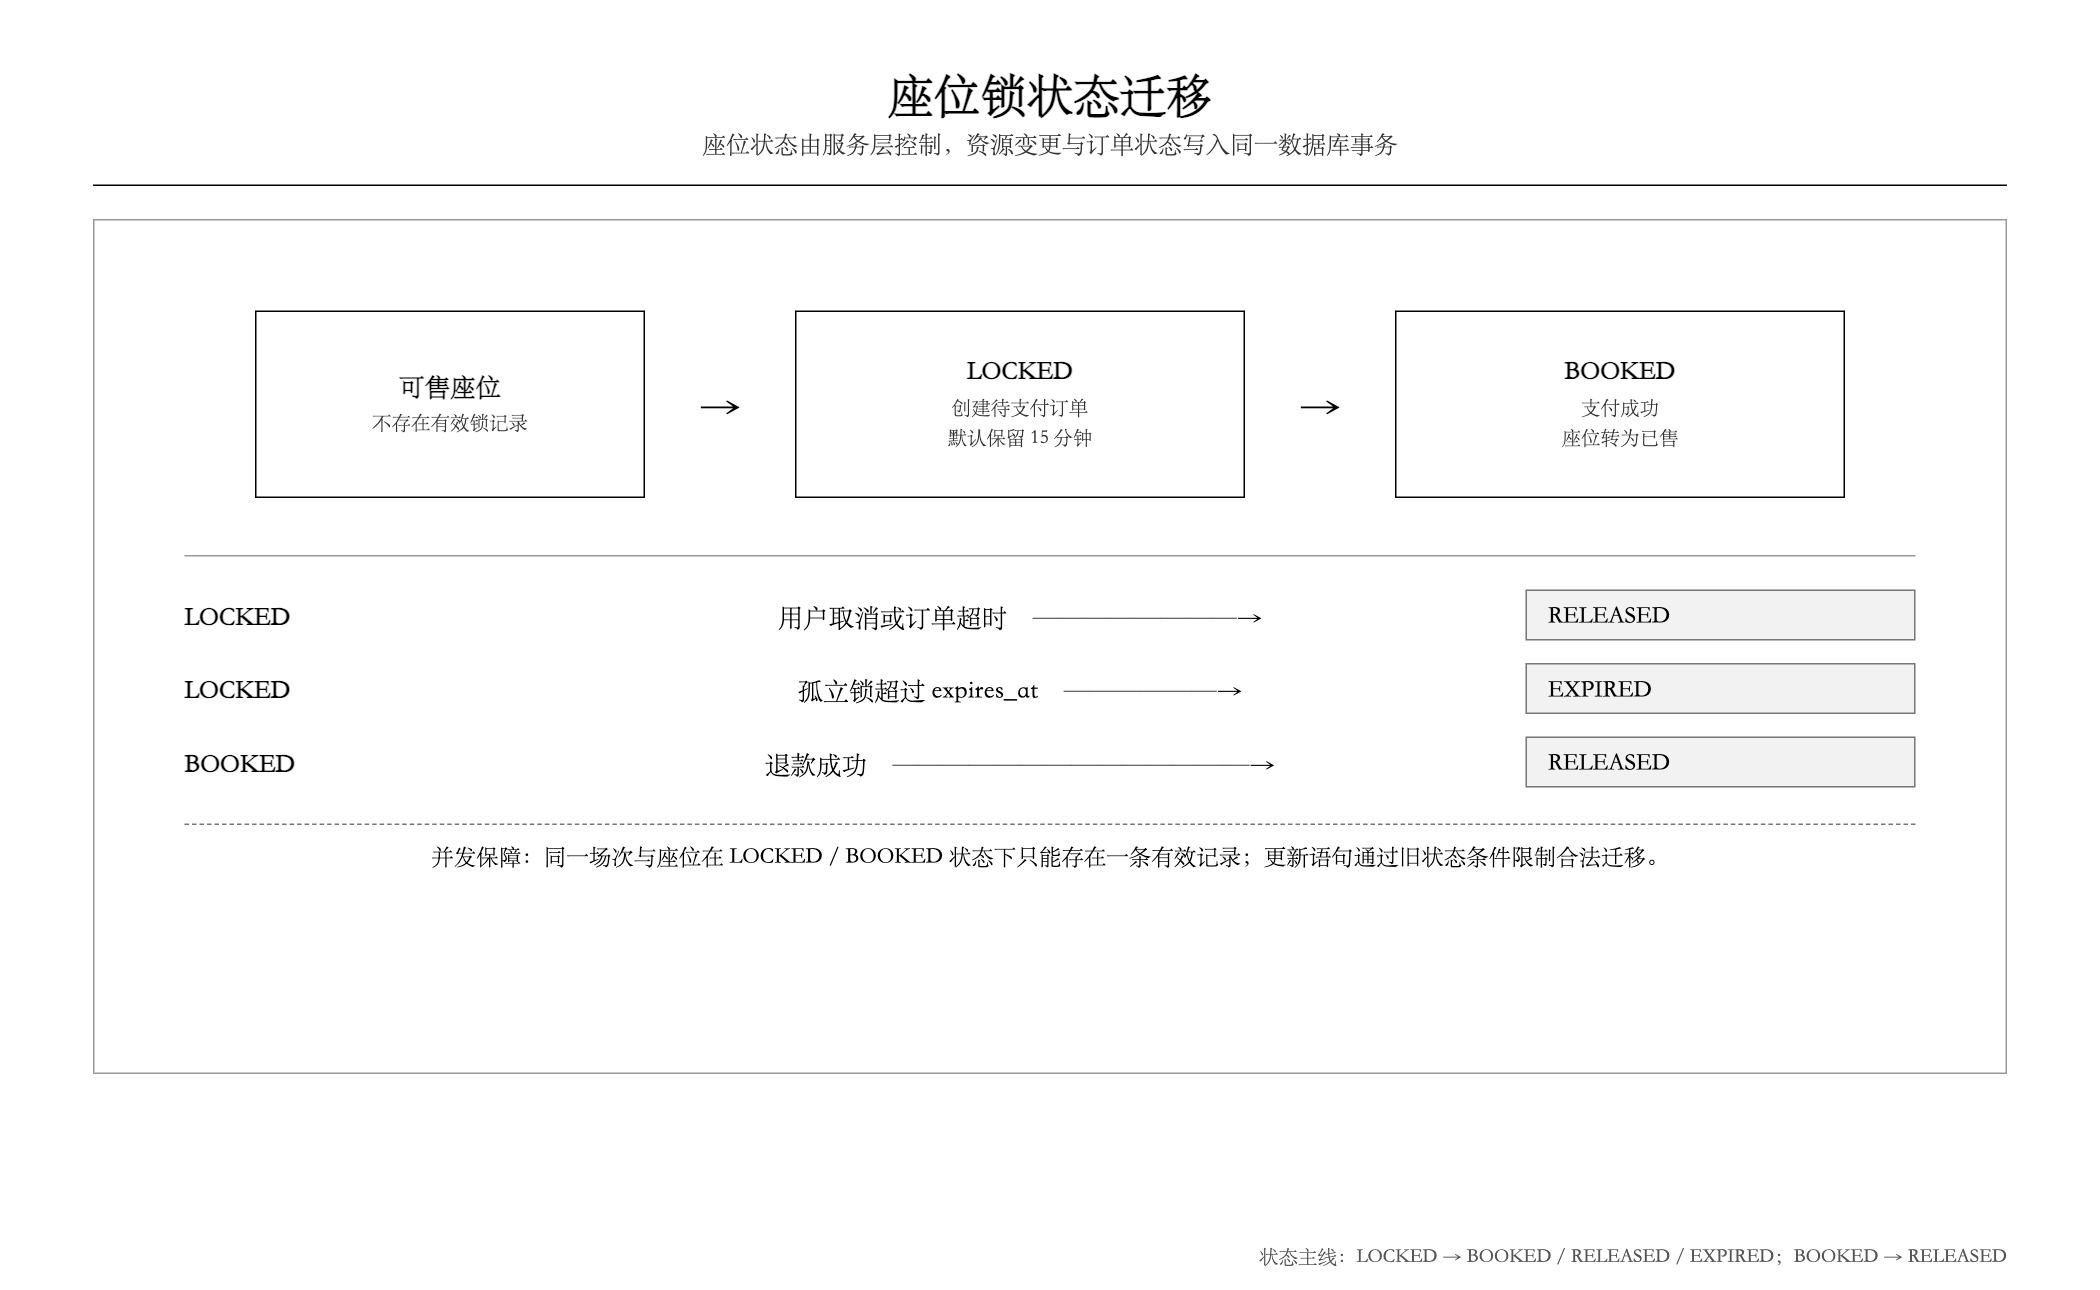 座位锁状态迁移
座位状态由服务层控制，资源变更与订单状态写入同一数据库事务
可售座位
不存在有效锁记录
→
LOCKED
创建待支付订单
默认保留 15 分钟
→
BOOKED
支付成功
座位转为已售
LOCKED 用户取消或订单超时 ————————→ RELEASED
LOCKED 孤立锁超过 expires_at ——————→ EXPIRED
BOOKED 退款成功 ———————————————→ RELEASED
并发保障：同一场次与座位在 LOCKED / BOOKED 状态下只能存在一条有效记录；更新语句通过旧状态条件限制合法迁移。
状态主线：LOCKED → BOOKED / RELEASED / EXPIRED；BOOKED → RELEASED